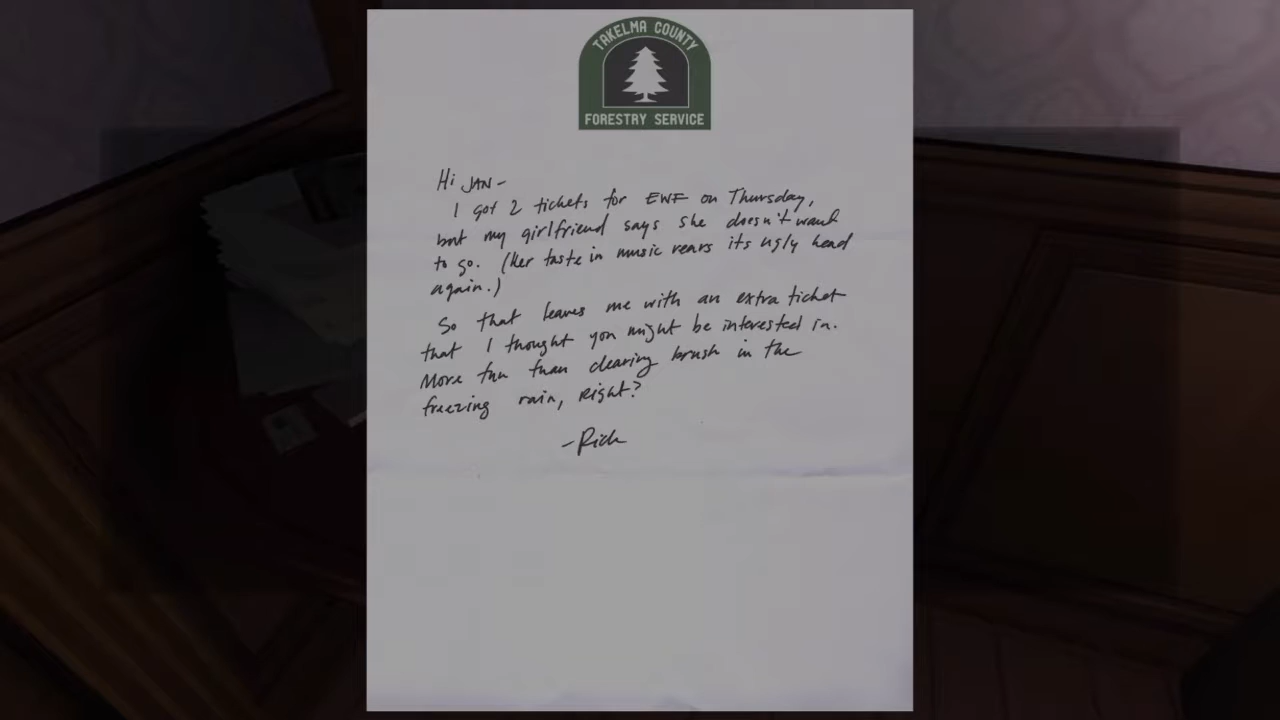 TAKELMA COUNTY
FORESTRY SERVICE
Hi JAN-
I got 2 tickets for EWF on Thursday,
but my girlfriend says she doesn't want
to go. (Her taste in music rears its ugly head
again.)
So that leaves me with an extra ticket
that I thought you might be interested in.
More fun than clearing brush in the
freezing rain, right?
-Rick